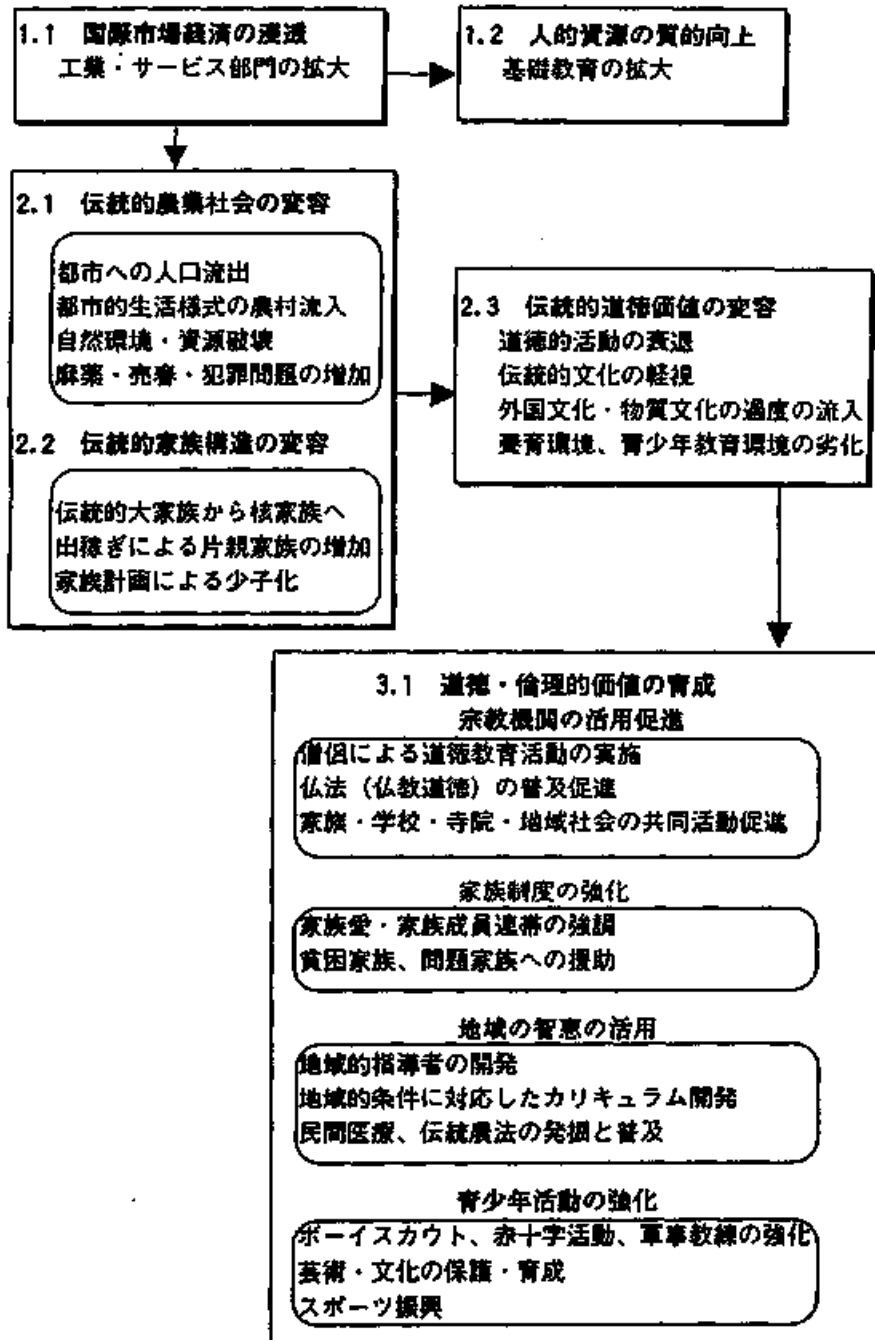 1.1 国際市場経済の浸透
工業・サービス部門の拡大
1.2 人的資源の質的向上
基礎教育の拡大
2.1 伝統的農業社会の変容
都市への人口流出
都市的生活様式の農村流入
自然環境・資源破壊
麻薬・売春・犯罪問題の増加
2.2 伝統的家族構造の変容
伝統的大家族から核家族へ
出稼ぎによる片親家族の増加
家族計画による少子化
2.3 伝統的道徳価値の変容
道徳的活動の衰退
伝統的文化の軽視
外国文化・物質文化の過度の流入
養育環境、青少年教育環境の劣化
3.1 道徳・倫理的価値の育成
宗教機関の活用促進
僧侶による道徳教育活動の実施
仏法（仏教道徳）の普及促進
家族・学校・寺院・地域社会の共同活動促進
家族制度の強化
家族愛・家族成員連帯の強調
貧困家族、問題家族への援助
地域の智恵の活用
地域的指導者の開発
地域的条件に対応したカリキュラム開発
民間医療、伝統農法の発掘と普及
青少年活動の強化
ボーイスカウト、赤十字活動、軍事教練の強化
芸術・文化の保護・育成
スポーツ振興